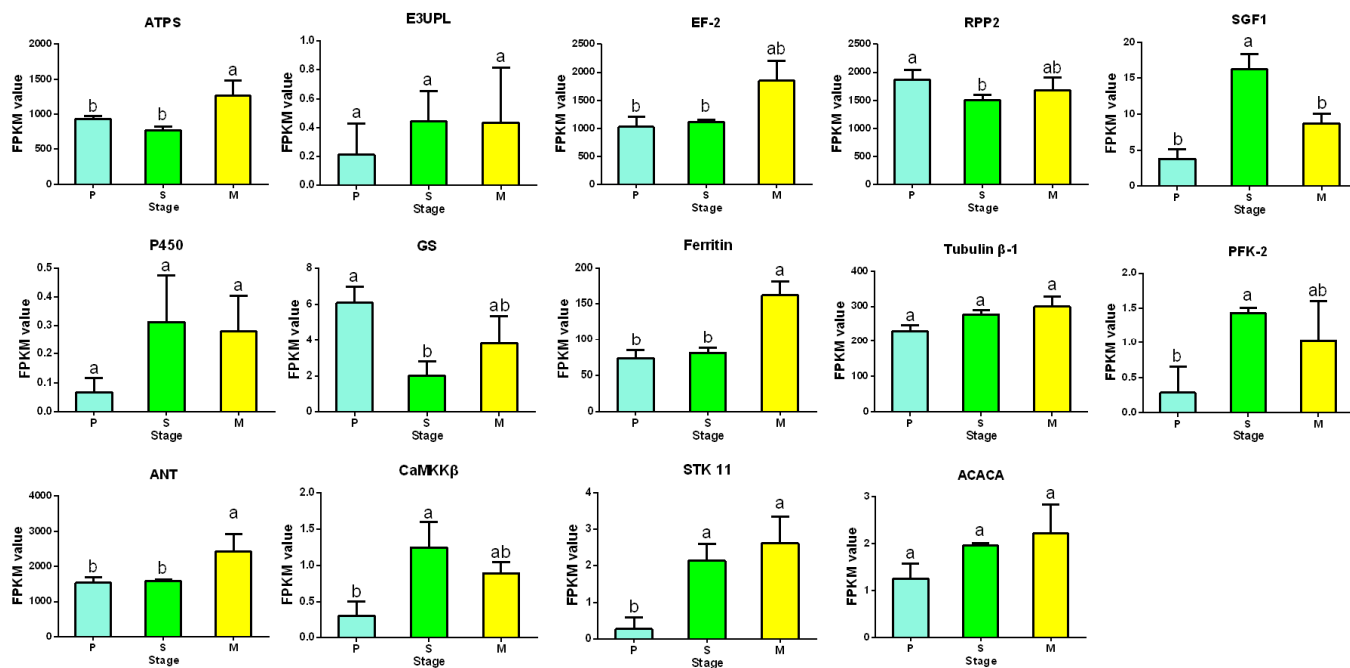 ATPS
FPKM value
2000
1500
1000
500
0
b
b
a
P
S
M
Stage
E3UPL
FPKM value
1.0
0.8
0.6
0.4
0.2
0.0
a
a
a
P
S
M
Stage
EF-2
FPKM value
2500
2000
1500
1000
500
0
b
b
ab
P
S
M
Stage
RPP2
FPKM value
2500
2000
1500
1000
500
0
a
b
ab
P
S
M
Stage
SGF1
FPKM value
20
15
10
5
0
b
a
b
P
S
M
Stage
P450
FPKM value
0.5
0.4
0.3
0.2
0.1
0.0
a
a
a
P
S
M
Stage
GS
FPKM value
8
6
4
2
0
a
b
ab
P
S
M
Stage
Ferritin
FPKM value
200
150
100
50
0
b
b
a
P
S
M
Stage
Tubulin β-1
FPKM value
400
300
200
100
0
a
a
a
P
S
M
Stage
PFK-2
FPKM value
2.0
1.5
1.0
0.5
0.0
b
a
ab
P
S
M
Stage
ANT
FPKM value
4000
3000
2000
1000
0
b
b
a
P
S
M
Stage
CaMKKβ
FPKM value
2.0
1.5
1.0
0.5
0.0
b
a
ab
P
S
M
Stage
STK 11
FPKM value
4
3
2
1
0
b
a
a
P
S
M
Stage
ACACA
FPKM value
3
2
1
0
a
a
a
P
S
M
Stage